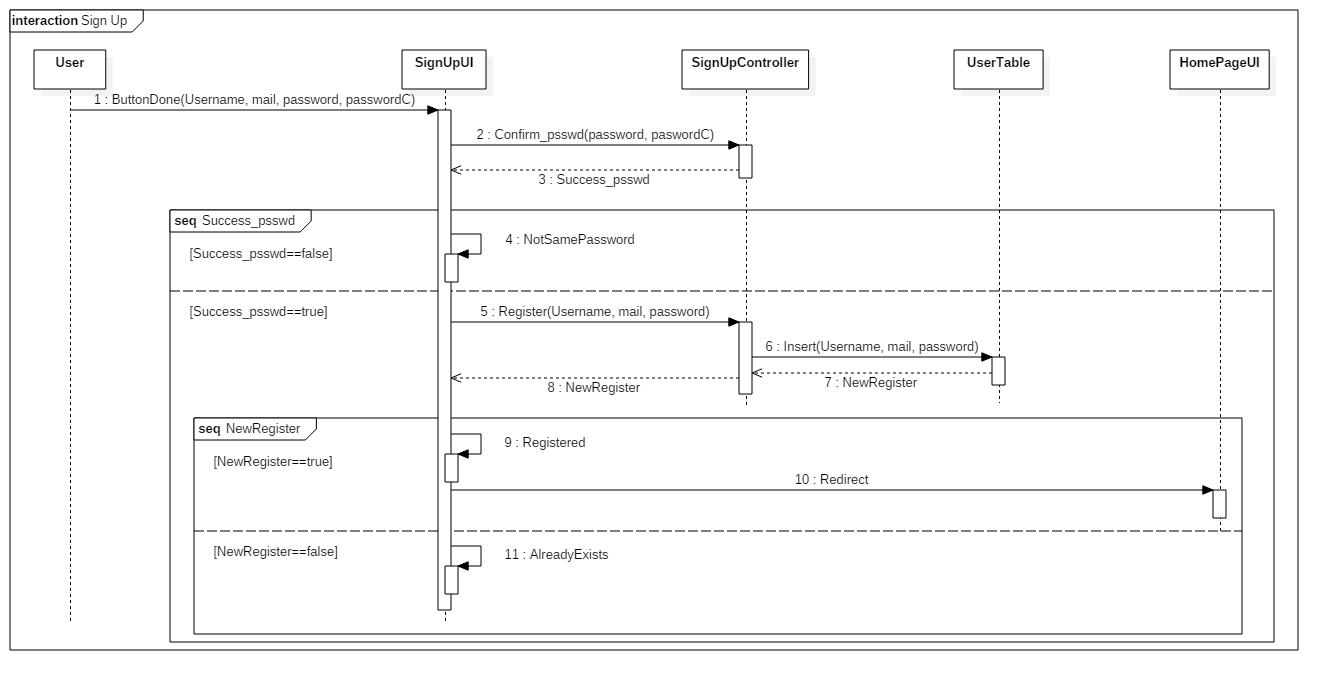 interaction Sign Up
User
SignUpUI
SignUpController
UserTable
HomePageUI
1 : ButtonDone(Username, mail, password, passwordC)
2 : Confirm_psswd(password, paswordC)
3 : Success_psswd
seq Success_psswd
4 : NotSamePassword
[Success_psswd==false]
[Success_psswd==true]
5 : Register(Username, mail, password)
6 : Insert(Username, mail, password)
7 : NewRegister
8 : NewRegister
seq NewRegister
9 : Registered
[NewRegister==true]
10 : Redirect
[NewRegister==false]
11 : AlreadyExists